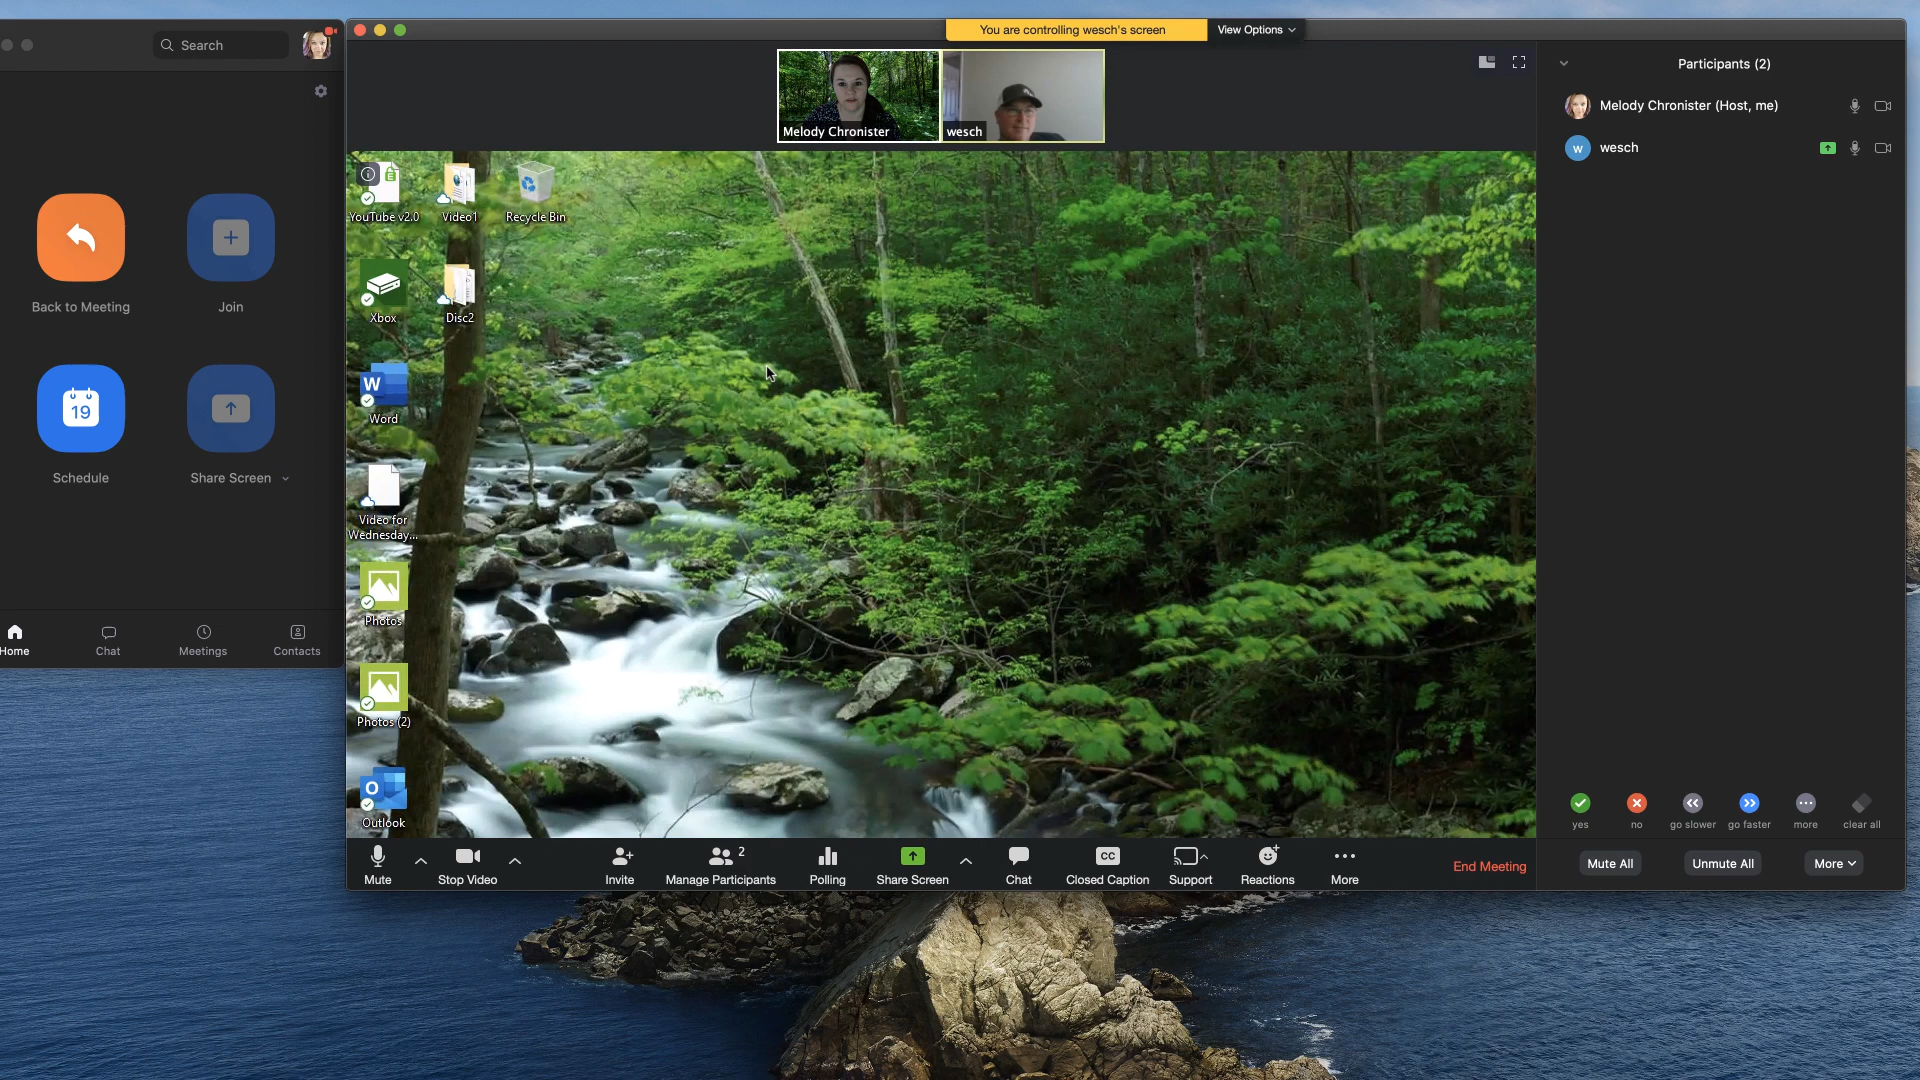 Search
Back to Meeting
Join
19
Schedule
Share Screen
Home
Chat
Meetings
Contacts
You are controlling wesch's screen
View Options
Melody Chronister
wesch
YouTube v2.0
Video1
Recycle Bin
Xbox
Disc2
W
Word
Video for
Wednesday...
Photos
Photos (2)
O
Outlook
Mute
Stop Video
Invite
2
Manage Participants
Polling
Share Screen
Chat
CC
Closed Caption
Support
Reactions
More
End Meeting
Participants (2)
Melody Chronister (Host, me)
w
wesch
yes
no
go slower
go faster
more
clear all
Mute All
Unmute All
More